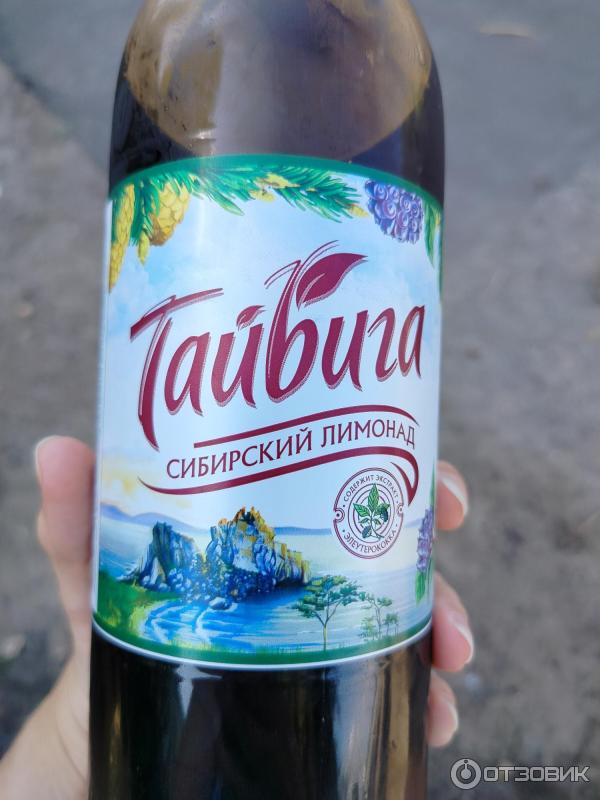 Тайвига
СИБИРСКИЙ ЛИМОНАД
СОДЕРЖИТ ЭКСТРАКТ
ЭЛЕУТЕРОКОККА
ОТЗОВИК